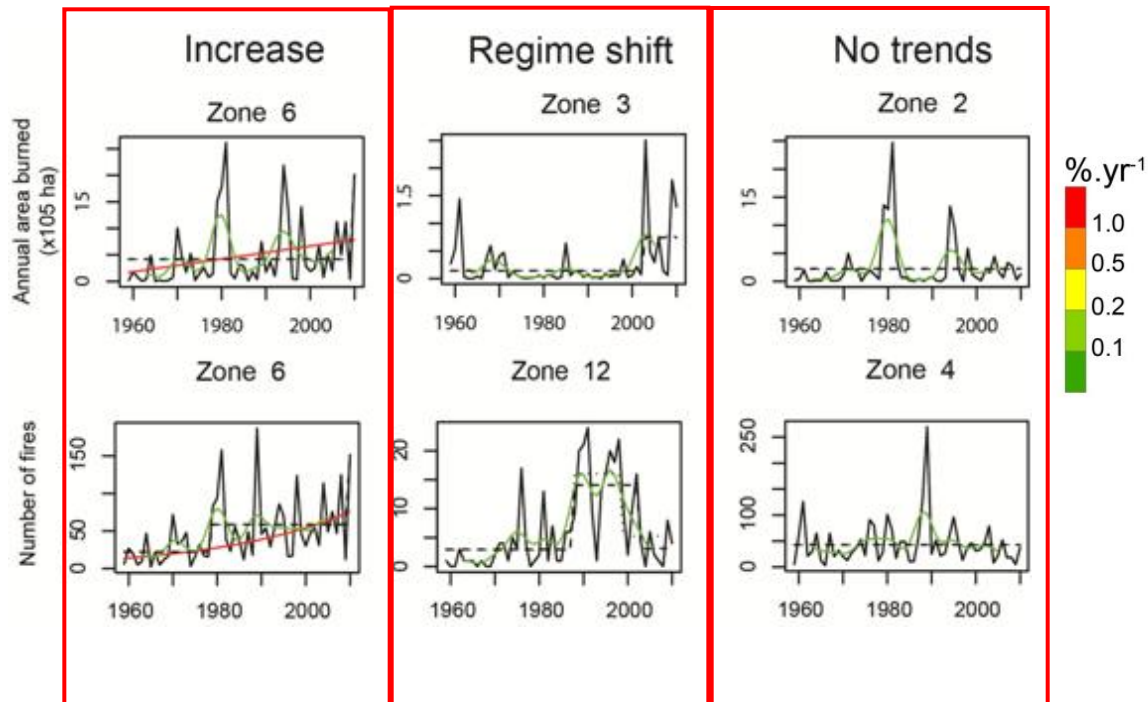 Increase
Regime shift
No trends
Zone 6
Zone 3
Zone 2
Annual area burned
(x105 ha)
0
15
1960 1980 2000
0
1.5
1960 1980 2000
0
15
1960 1980 2000
%.yr-1
1.0
0.5
0.2
0.1
Zone 6
Zone 12
Zone 4
Number of fires
0 50 150
1960 1980 2000
0 10 20
1960 1980 2000
0 100 250
1960 1980 2000